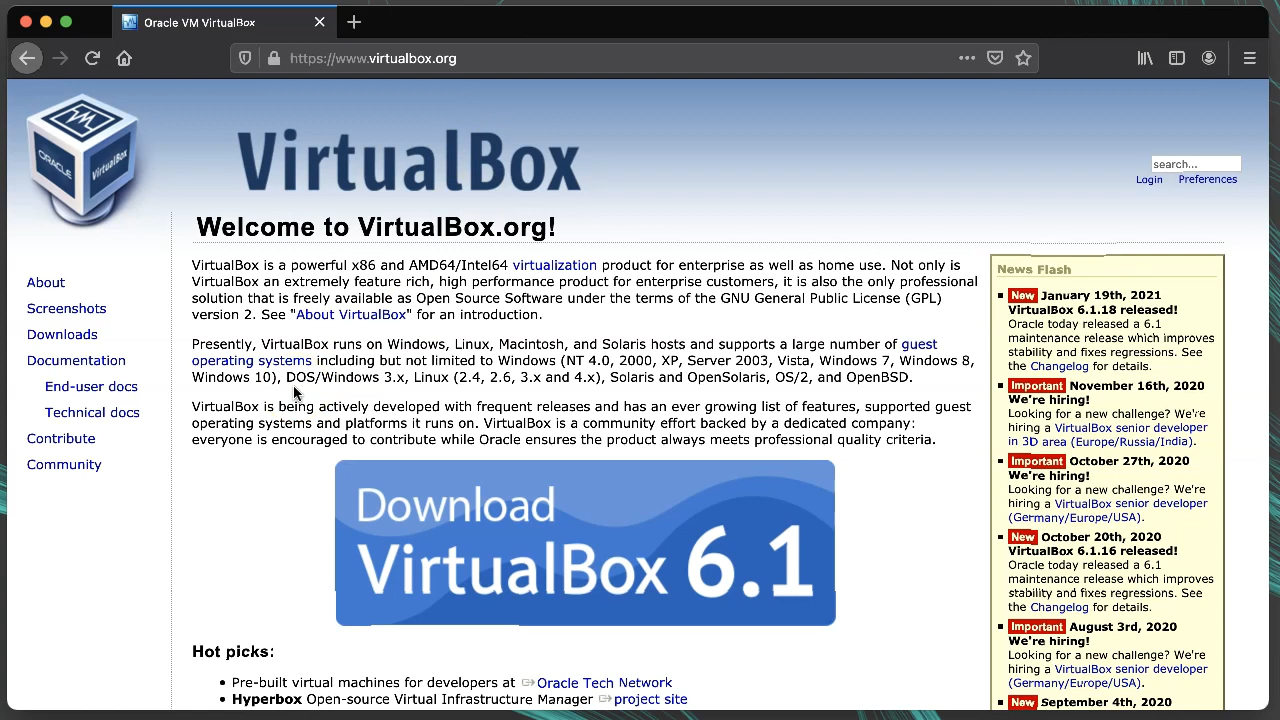 Oracle VM VirtualBox
https://www.virtualbox.org
ORACLE
VirtualBox
VirtualBox
search...
Login Preferences
Welcome to VirtualBox.org!
About
Screenshots
Downloads
Documentation
End-user docs
Technical docs
Contribute
Community
VirtualBox is a powerful x86 and AMD64/Intel64 virtualization product for enterprise as well as home use. Not only is
VirtualBox an extremely feature rich, high performance product for enterprise customers, it is also the only professional
solution that is freely available as Open Source Software under the terms of the GNU General Public License (GPL)
version 2. See "About VirtualBox" for an introduction.
Presently, VirtualBox runs on Windows, Linux, Macintosh, and Solaris hosts and supports a large number of guest
operating systems including but not limited to Windows (NT 4.0, 2000, XP, Server 2003, Vista, Windows 7, Windows 8,
Windows 10), DOS/Windows 3.x, Linux (2.4, 2.6, 3.x and 4.x), Solaris and OpenSolaris, OS/2, and OpenBSD.
VirtualBox is being actively developed with frequent releases and has an ever growing list of features, supported guest
operating systems and platforms it runs on. VirtualBox is a community effort backed by a dedicated company:
everyone is encouraged to contribute while Oracle ensures the product always meets professional quality criteria.
Download
VirtualBox 6.1
Hot picks:
• Pre-built virtual machines for developers at Oracle Tech Network
• Hyperbox Open-source Virtual Infrastructure Manager project site
News Flash
New January 19th, 2021
VirtualBox 6.1.18 released!
Oracle today released a 6.1
maintenance release which improves
stability and fixes regressions. See
the Changelog for details.
Important November 16th, 2020
We're hiring!
Looking for a new challenge? We're
hiring a VirtualBox senior developer
in 3D area (Europe/Russia/India).
Important October 27th, 2020
We're hiring!
Looking for a new challenge? We're
hiring a VirtualBox senior developer
(Germany/Europe/USA).
New October 20th, 2020
VirtualBox 6.1.16 released!
Oracle today released a 6.1
maintenance release which improves
stability and fixes regressions. See
the Changelog for details.
Important August 3rd, 2020
We're hiring!
Looking for a new challenge? We're
hiring a VirtualBox senior developer
(Germany/Europe/USA).
Important September 4th, 2020